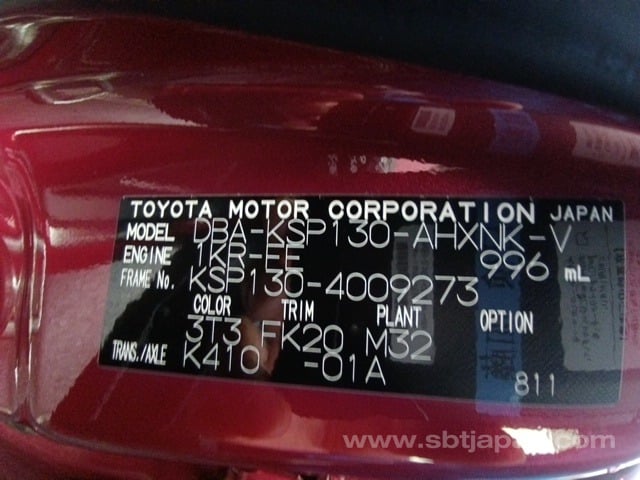 TOYOTA MOTOR CORPORATION JAPAN
MODEL DBA-KSP130-AHXNK-V
ENGINE 1KR-EE 996 mL
FRAME No. KSP130-4009273
COLOR TRIM PLANT OPTION
3T3 FK20 M32
TRANS./AXLE K410 -01A
811
www.sbtjapan.com